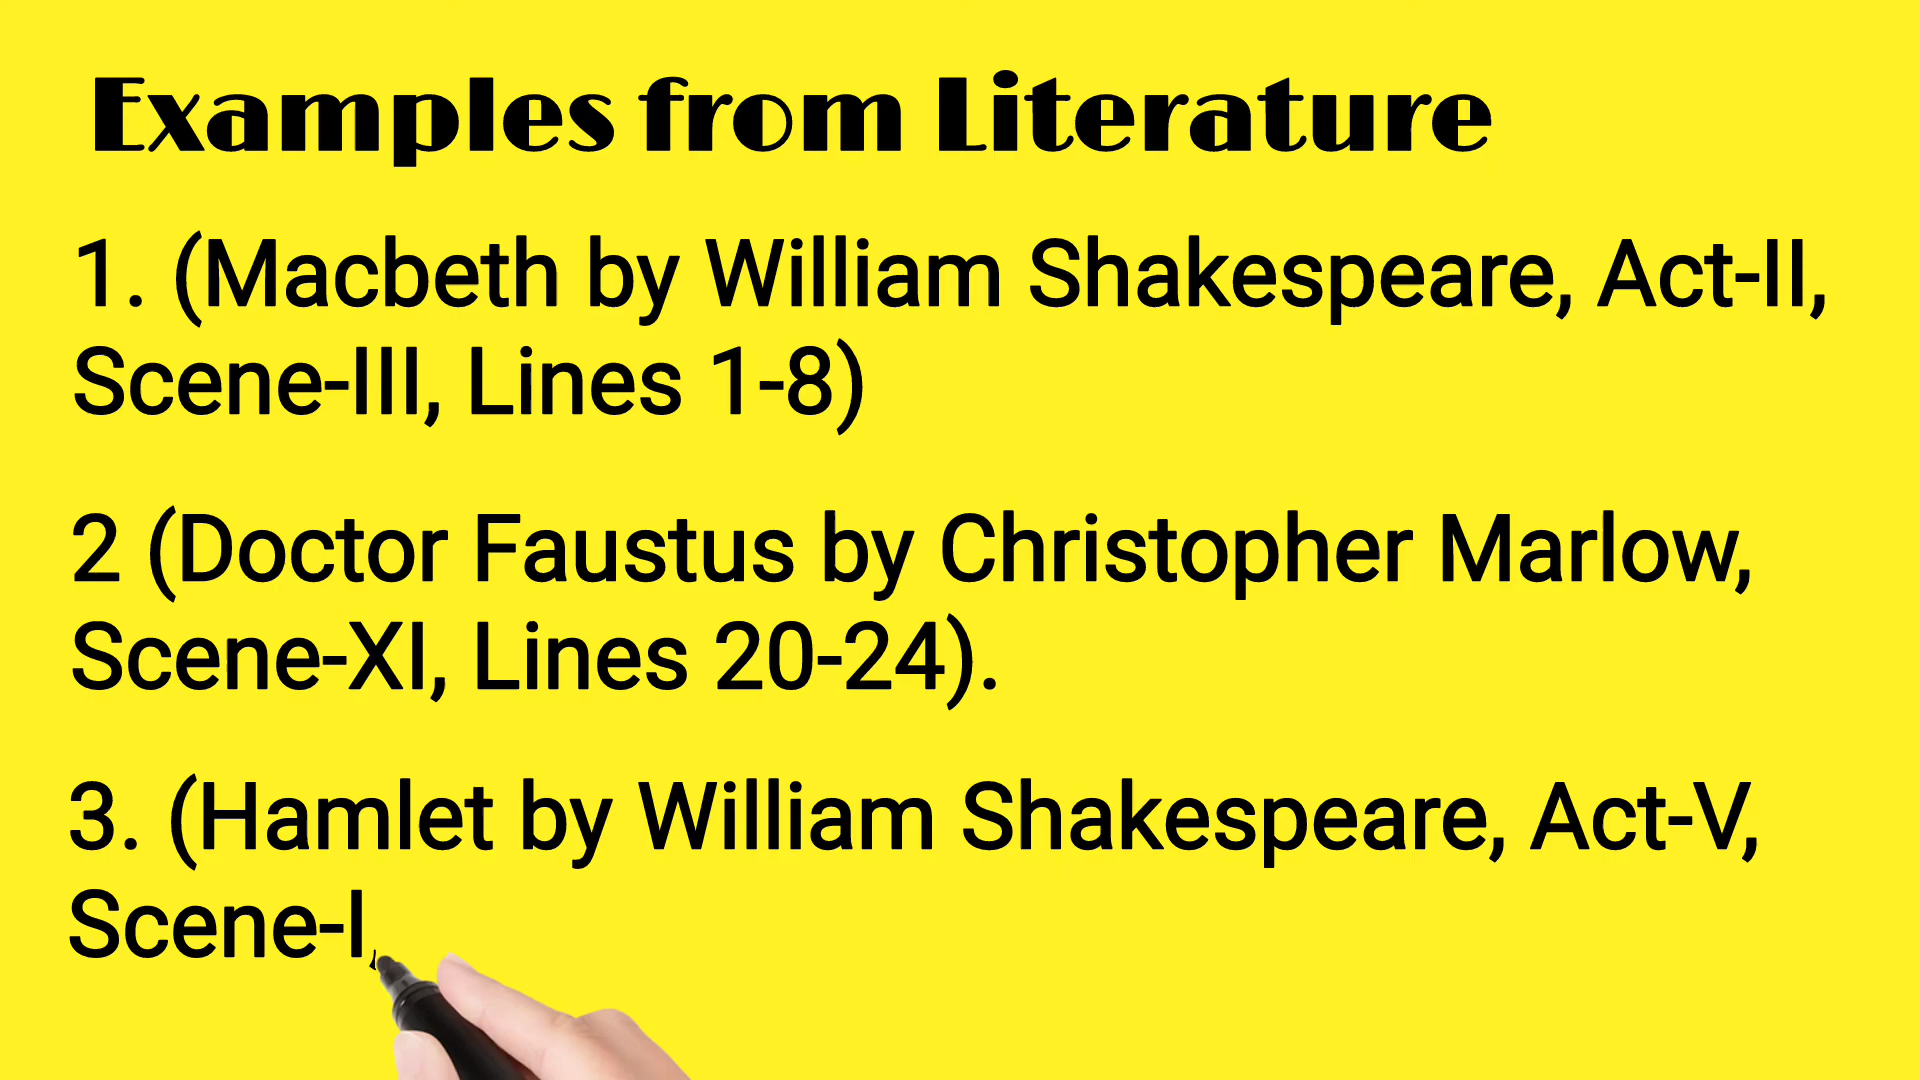 Examples from Literature
1. (Macbeth by William Shakespeare, Act-II,
Scene-III, Lines 1-8)
2 (Doctor Faustus by Christopher Marlow,
Scene-XI, Lines 20-24).
3. (Hamlet by William Shakespeare, Act-V,
Scene-I,